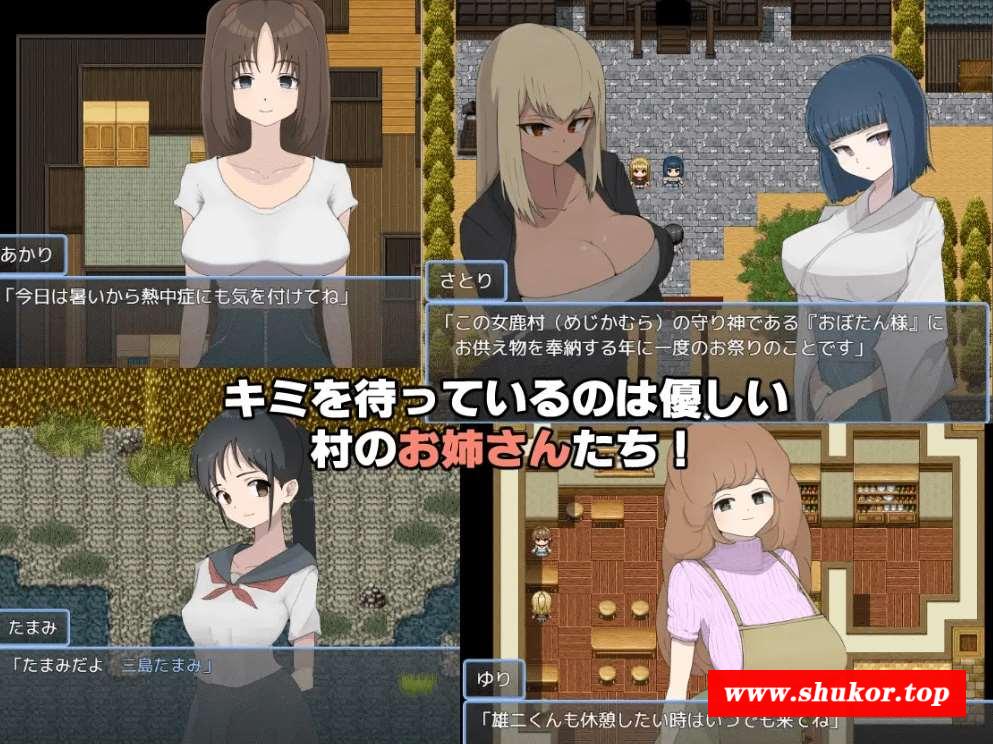 あかり
「今日は暑いから熱中症にも気を付けてね」
さとり
「この女鹿村（めじかむら）の守り神である『おぼたん様』に
お供え物を奉納する年に一度のお祭りのことです」
キミを待っているのは優しい
村のお姉さんたち！
たまみ
「たまみだよ　三島たまみ」
ゆり
「雄二くんも休憩したい時はいつでも来てね」
www.shukor.top